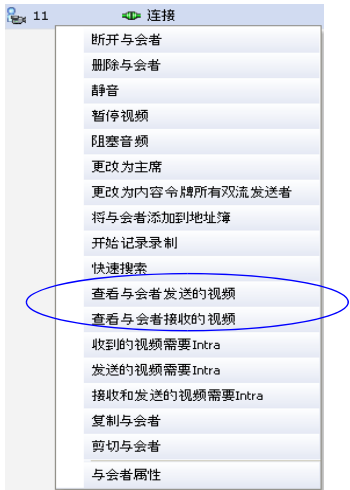 11 连接
断开与会者
删除与会者
静音
暂停视频
阻塞音频
更改为主席
更改为内容令牌所有双流发送者
将与会者添加到地址簿
开始记录录制
快速搜索
查看与会者发送的视频
查看与会者接收的视频
收到的视频需要Intra
发送的视频需要Intra
接收和发送的视频需要Intra
复制与会者
剪切与会者
与会者属性